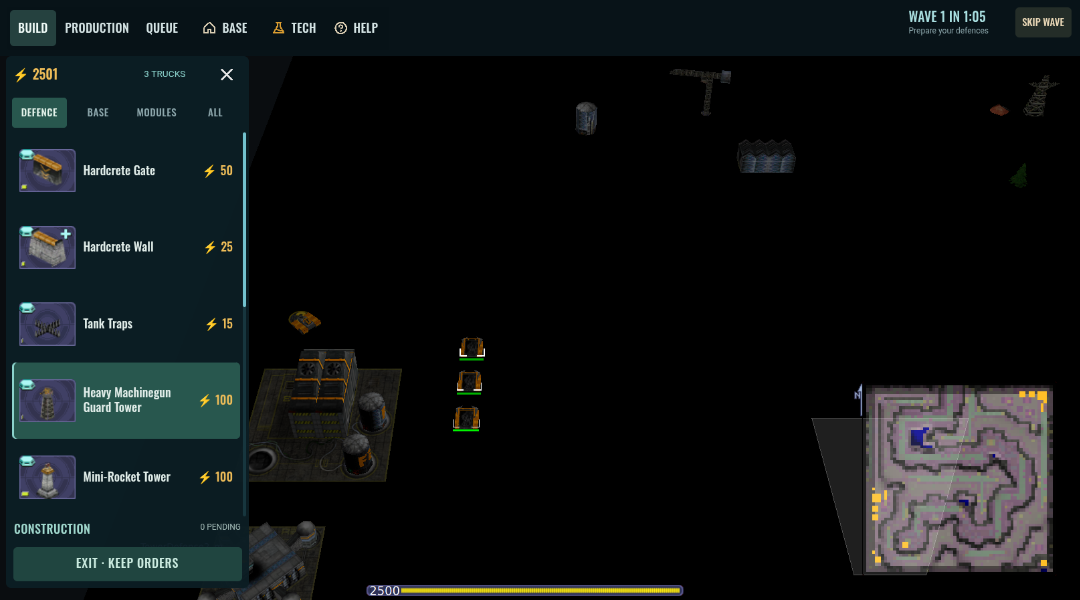 BUILD PRODUCTION QUEUE BASE TECH HELP
WAVE 1 IN 1:05
Prepare your defences
SKIP WAVE
2501 3 TRUCKS
DEFENCE BASE MODULES ALL
Hardcrete Gate 50
Hardcrete Wall 25
Tank Traps 15
Heavy Machinegun
Guard Tower 100
Mini-Rocket Tower 100
CONSTRUCTION 0 PENDING
EXIT · KEEP ORDERS
N
2500